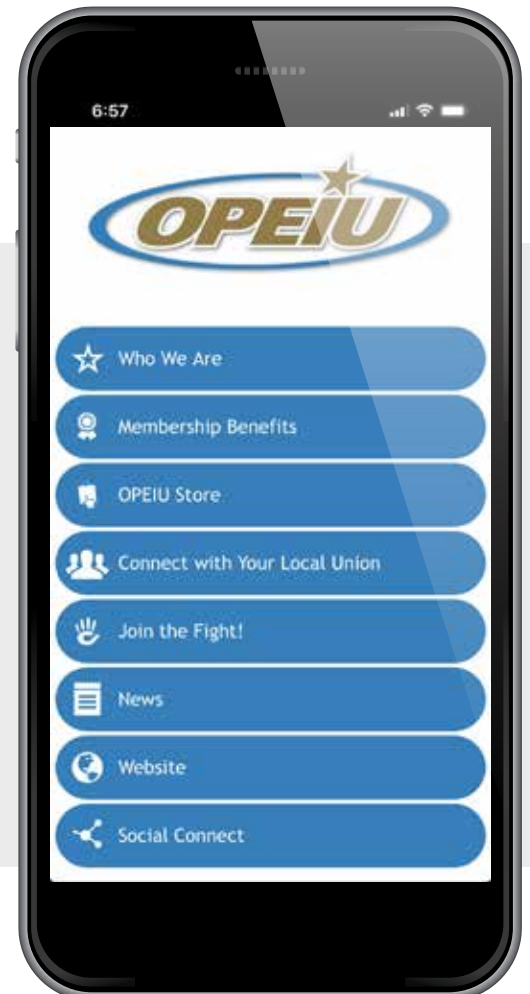 6:57
OPEIU
Who We Are
Membership Benefits
OPEIU Store
Connect with Your Local Union
Join the Fight!
News
Website
Social Connect